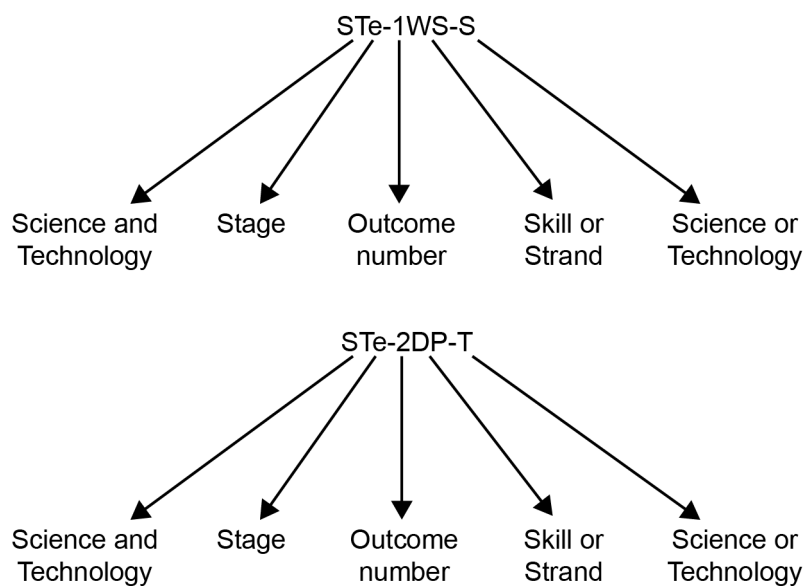 STe-1WS-S
Science and Stage Outcome Skill or Science or
Technology number Strand Technology
STe-2DP-T
Science and Stage Outcome Skill or Science or
Technology number Strand Technology